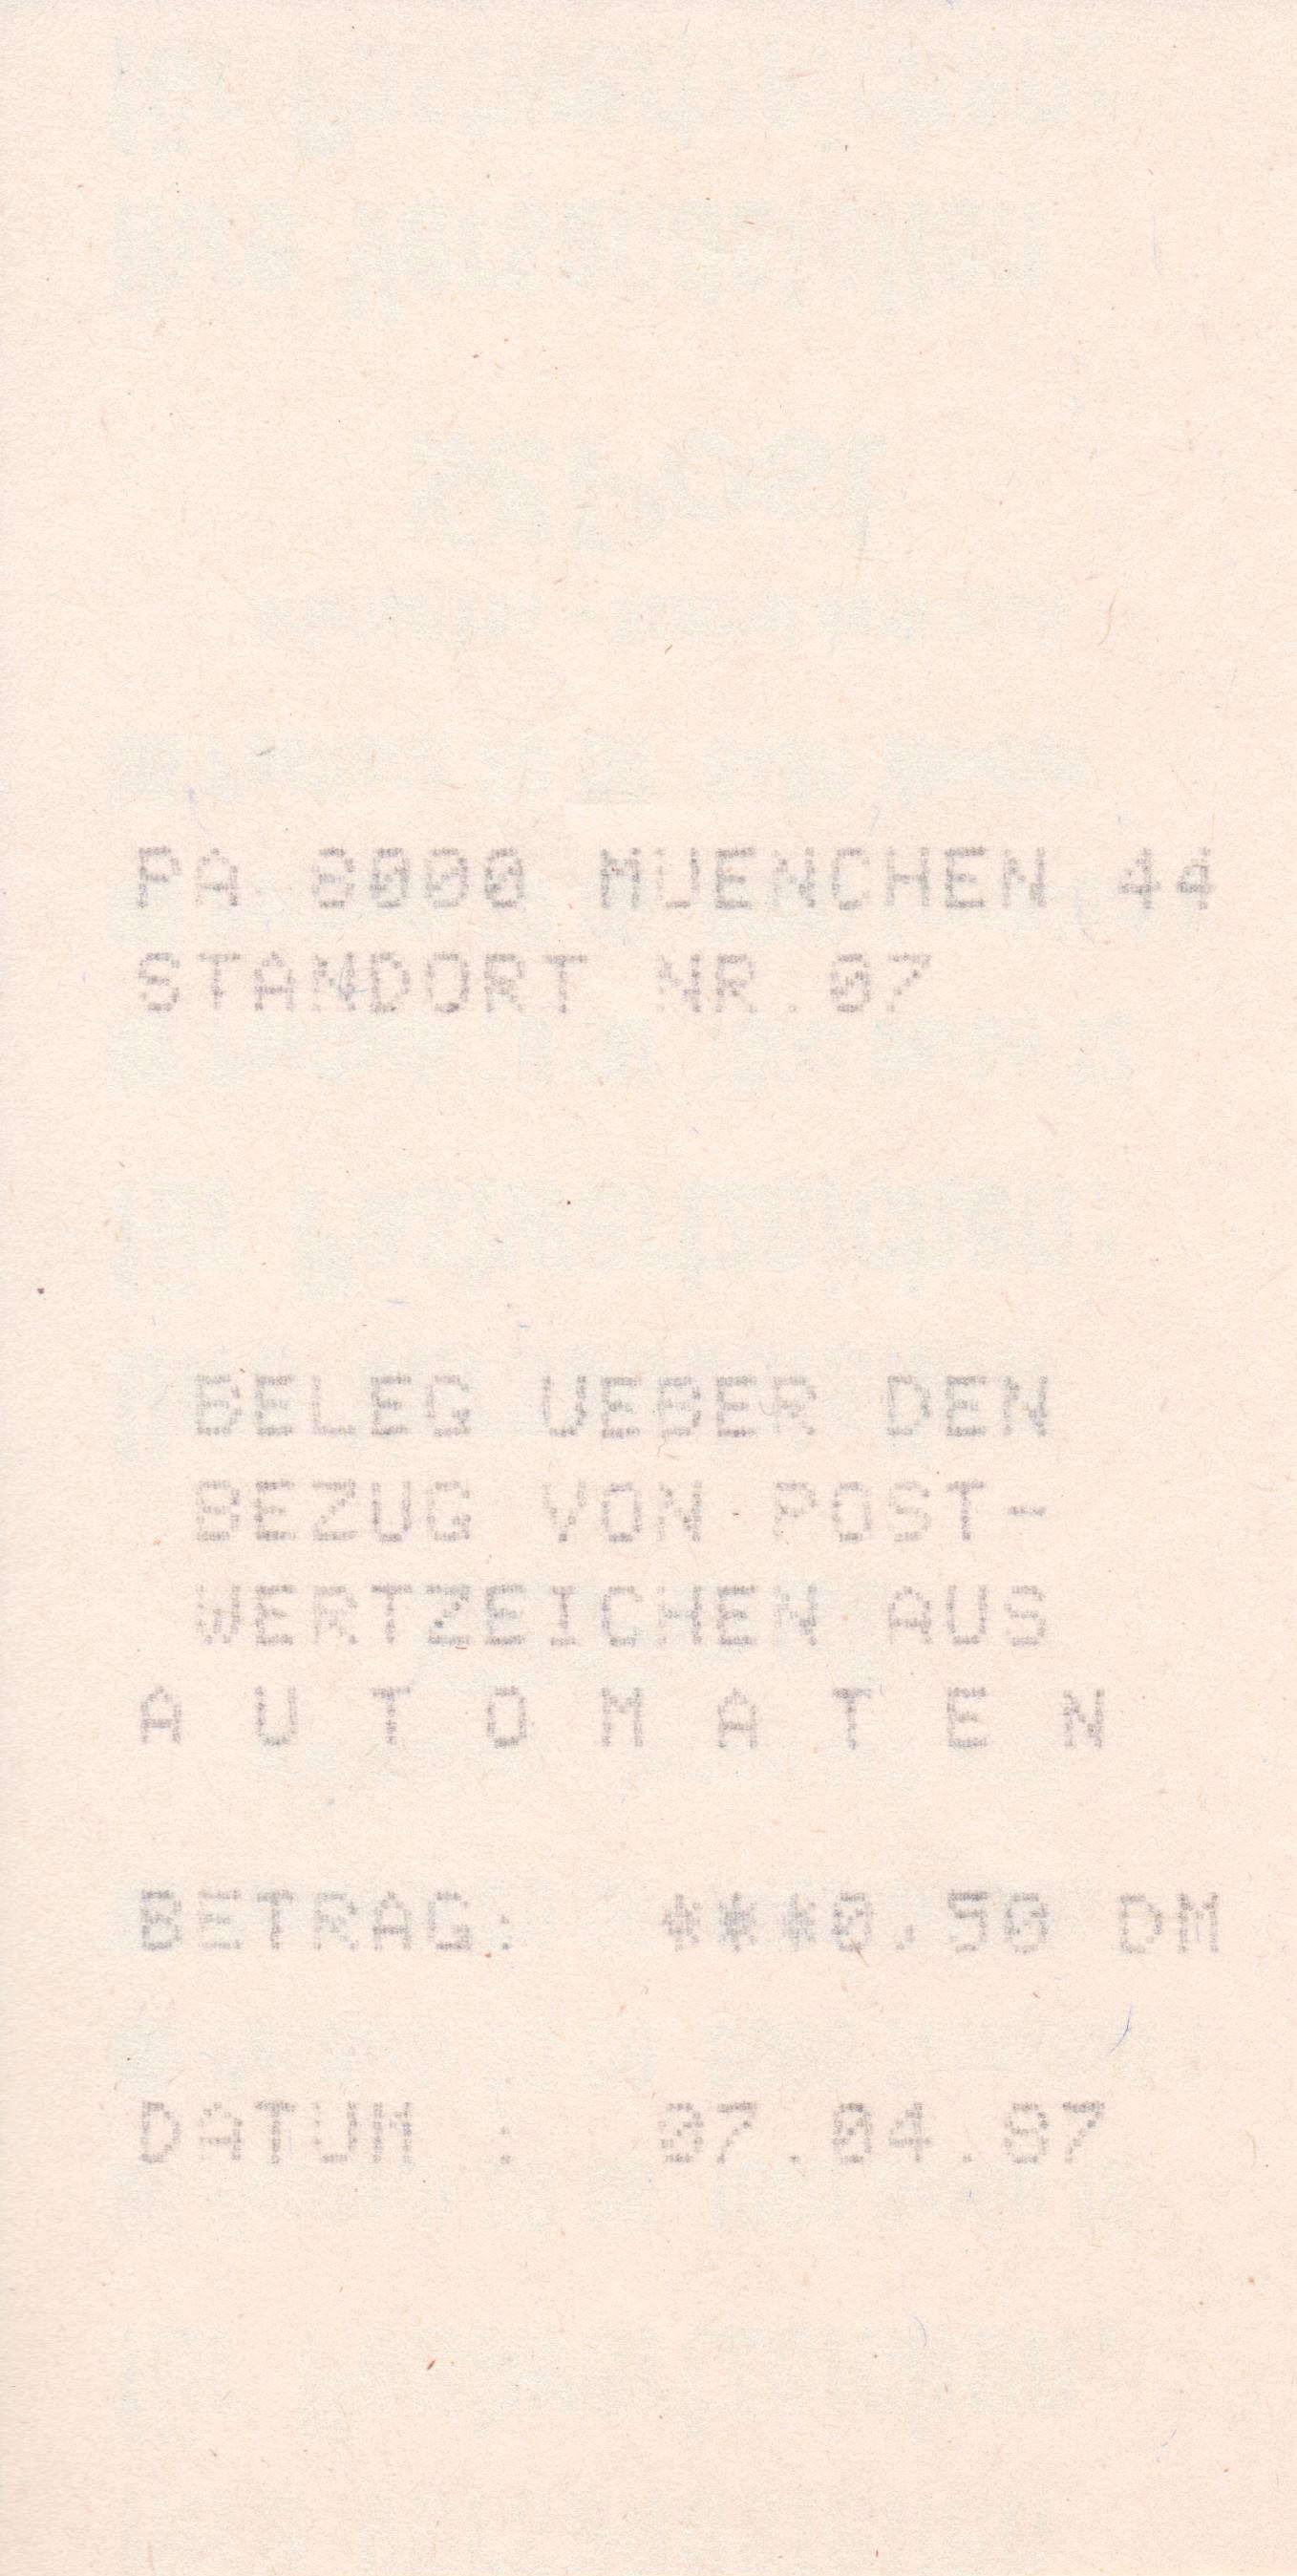 PA 8000 MUENCHEN 44
STANDORT NR.07
BELEG UEBER DEN
BEZUG VON POST-
WERTZEICHEN AUS
A U T O M A T E N
BETRAG: ***0.50 DM
DATUM : 07.04.87